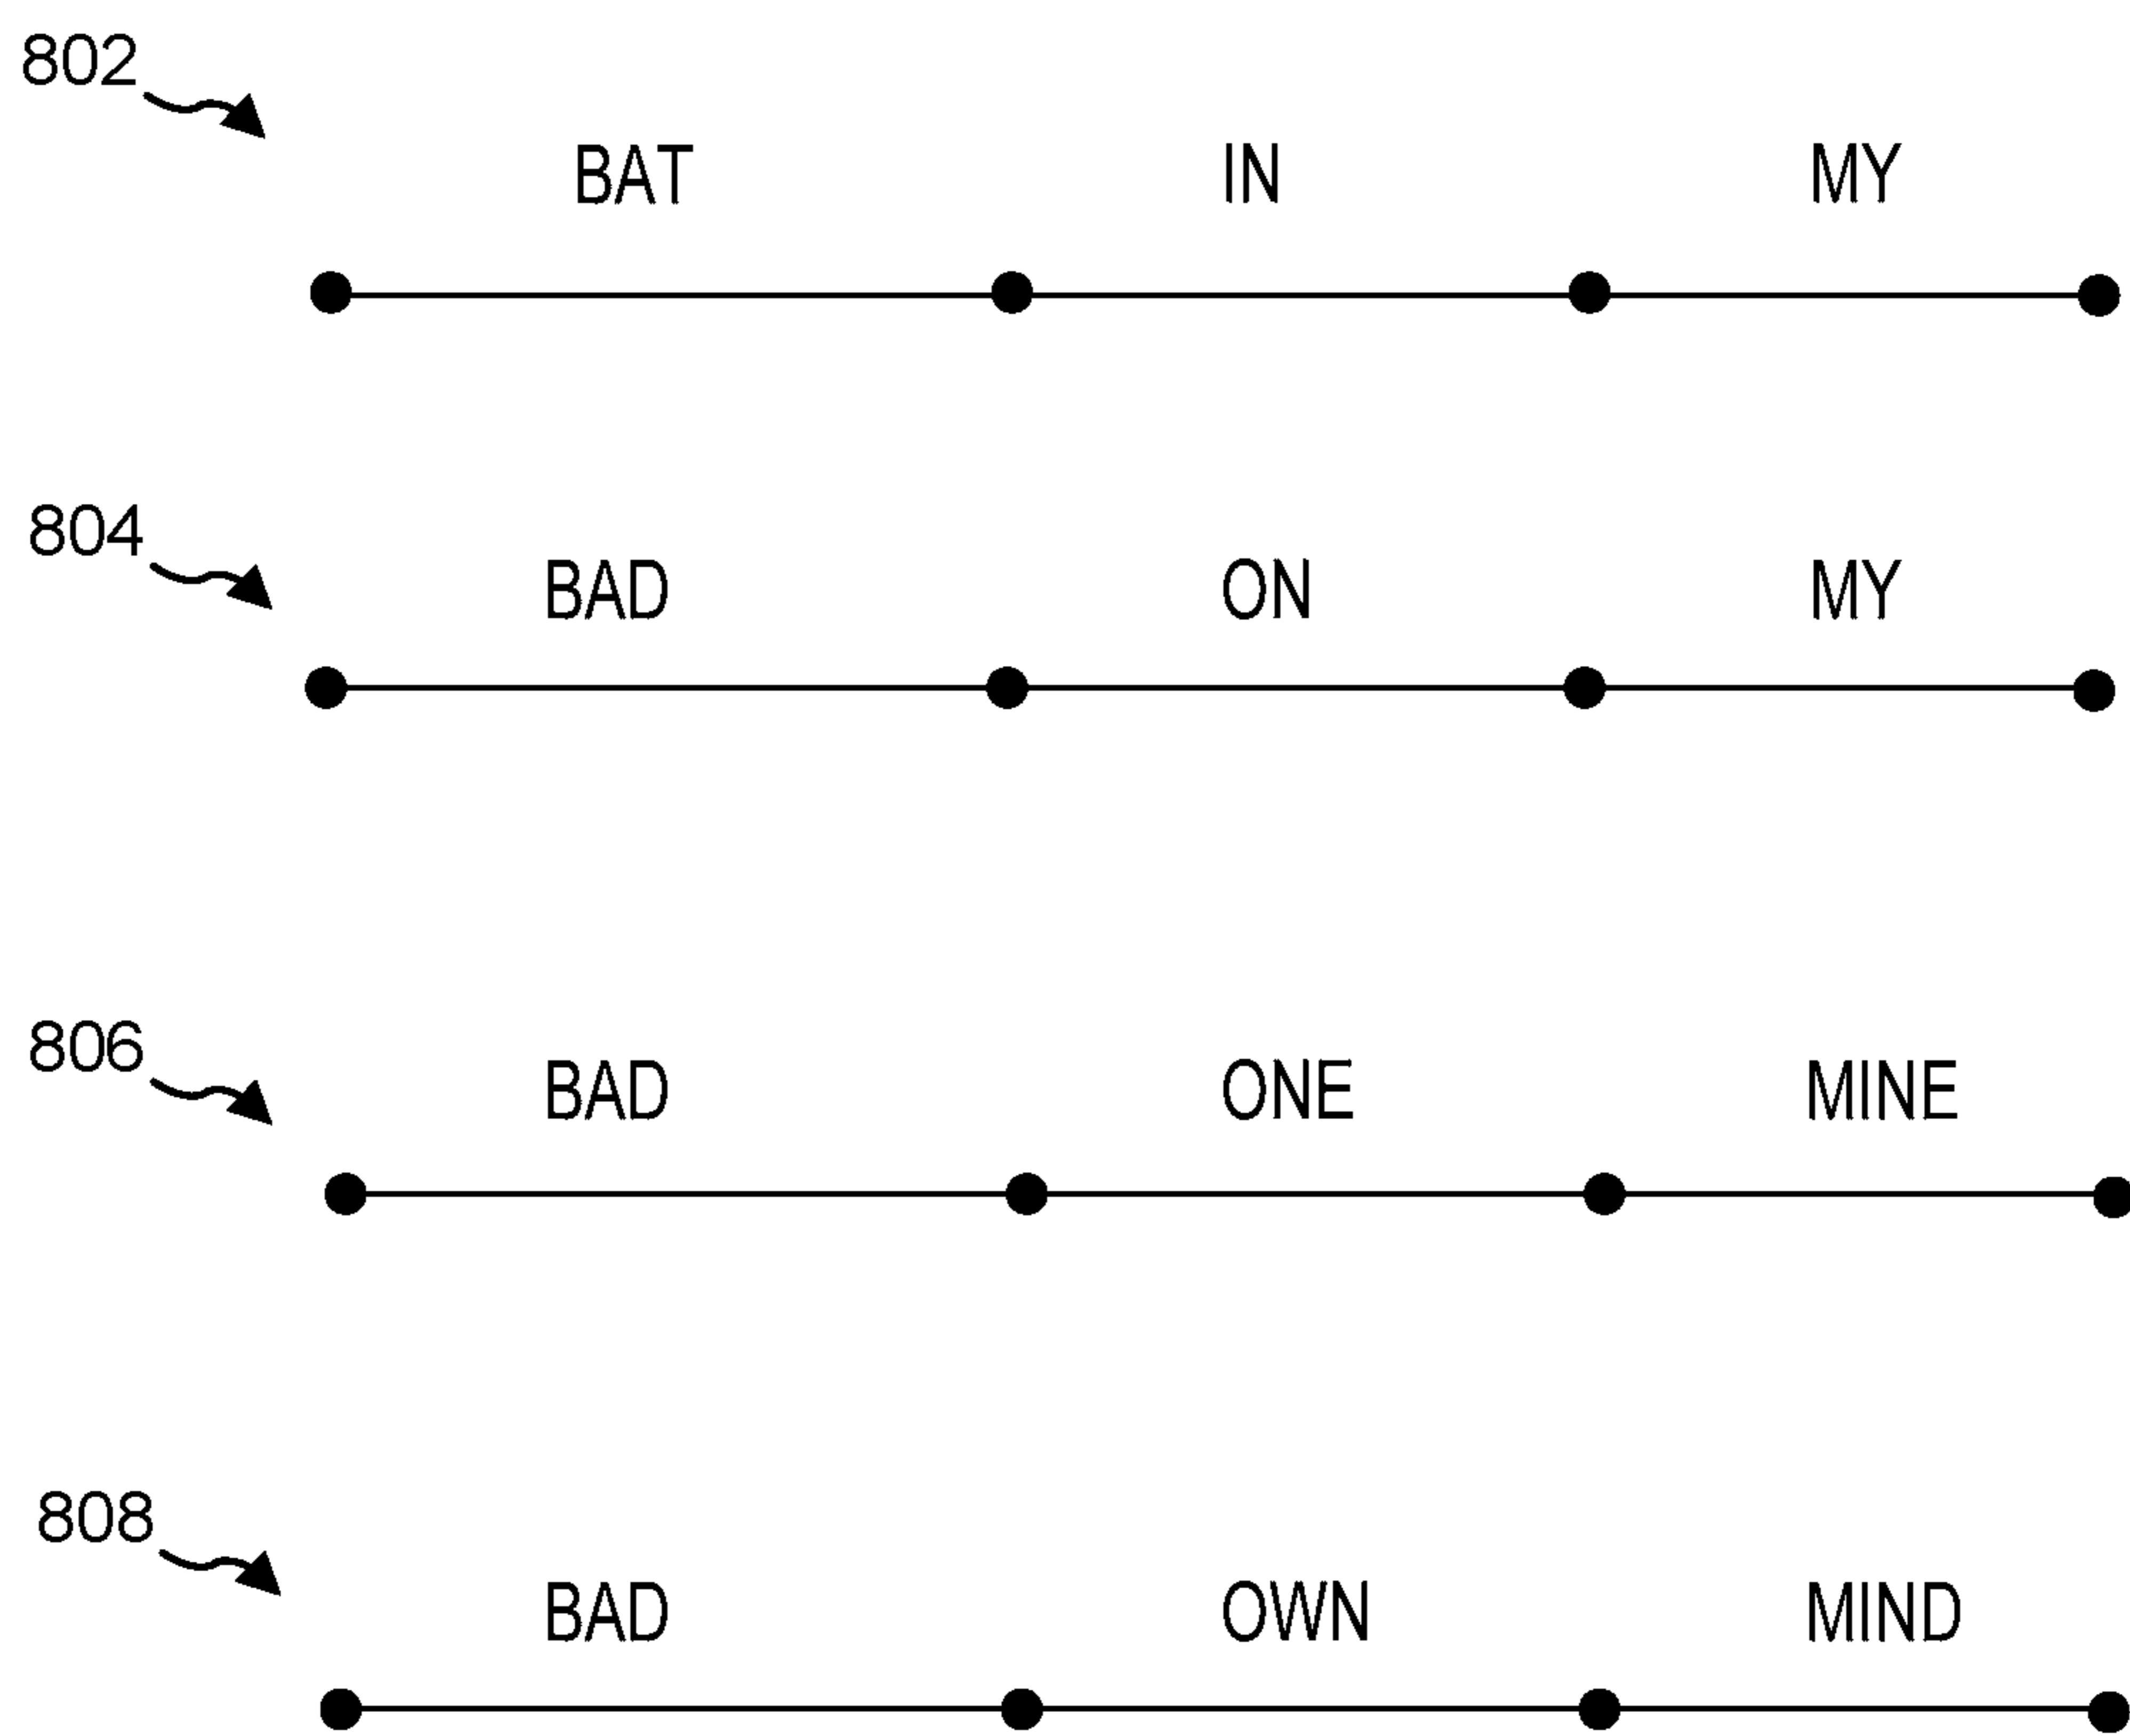 802
BAT IN MY
804
BAD ON MY
806
BAD ONE MINE
808
BAD OWN MIND